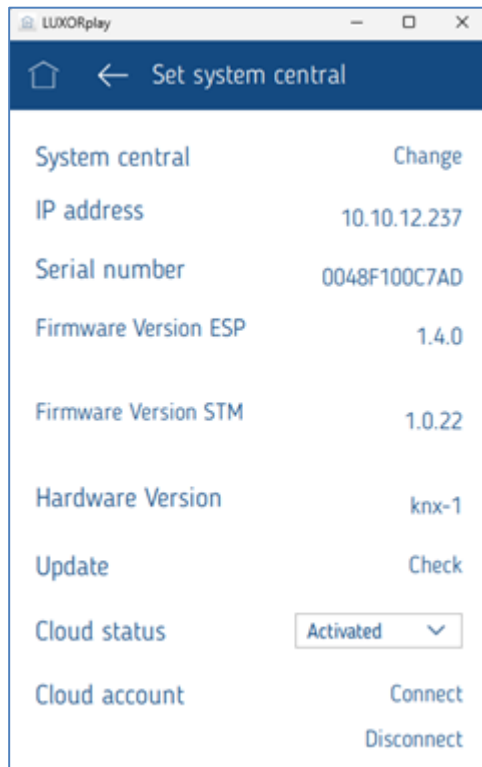 LUXORplay
Set system central
System central Change
IP address 10.10.12.237
Serial number 0048F100C7AD
Firmware Version ESP 1.4.0
Firmware Version STM 1.0.22
Hardware Version knx-1
Update Check
Cloud status Activated
Cloud account Connect
Disconnect